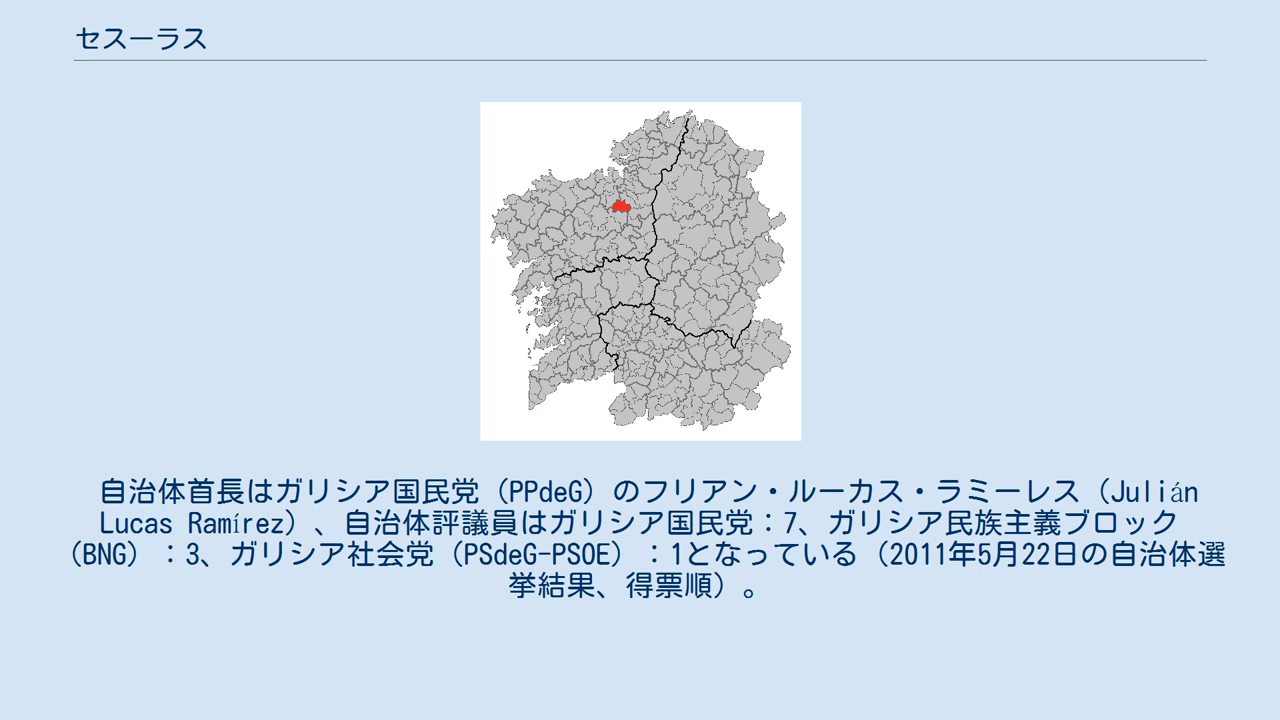 セスーラス
自治体首長はガリシア国民党（PPdeG）のフリアン・ルーカス・ラミーレス（Julián
Lucas Ramírez）、自治体評議員はガリシア国民党：7、ガリシア民族主義ブロック
（BNG）：3、ガリシア社会党（PSdeG-PSOE）：1となっている（2011年5月22日の自治体選
挙結果、得票順）。